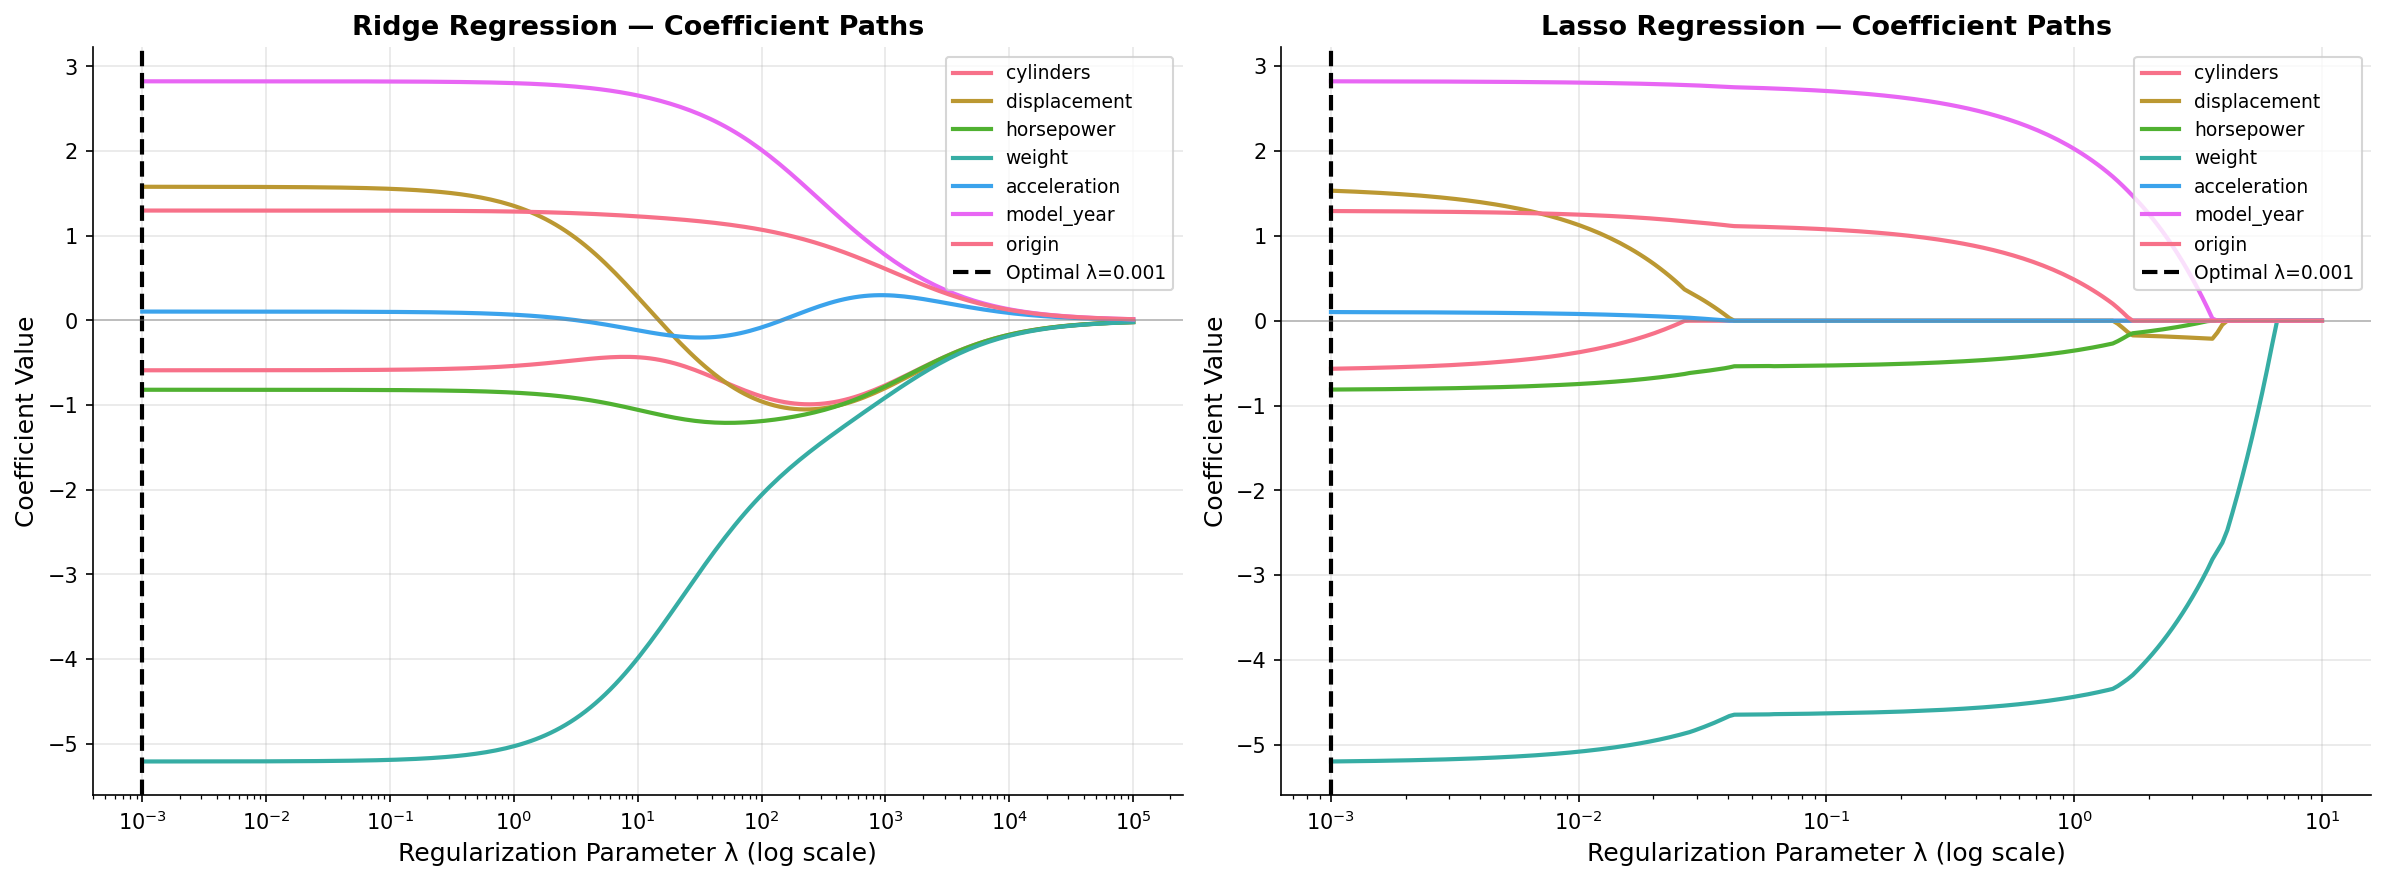 Ridge Regression — Coefficient Paths
Coefficient Value
3
2
1
0
−1
−2
−3
−4
−5
cylinders
displacement
horsepower
weight
acceleration
model_year
origin
Optimal λ=0.001
10⁻³ 10⁻² 10⁻¹ 10⁰ 10¹ 10² 10³ 10⁴ 10⁵
Regularization Parameter λ (log scale)
Lasso Regression — Coefficient Paths
Coefficient Value
3
2
1
0
−1
−2
−3
−4
−5
cylinders
displacement
horsepower
weight
acceleration
model_year
origin
Optimal λ=0.001
10⁻³ 10⁻² 10⁻¹ 10⁰ 10¹
Regularization Parameter λ (log scale)